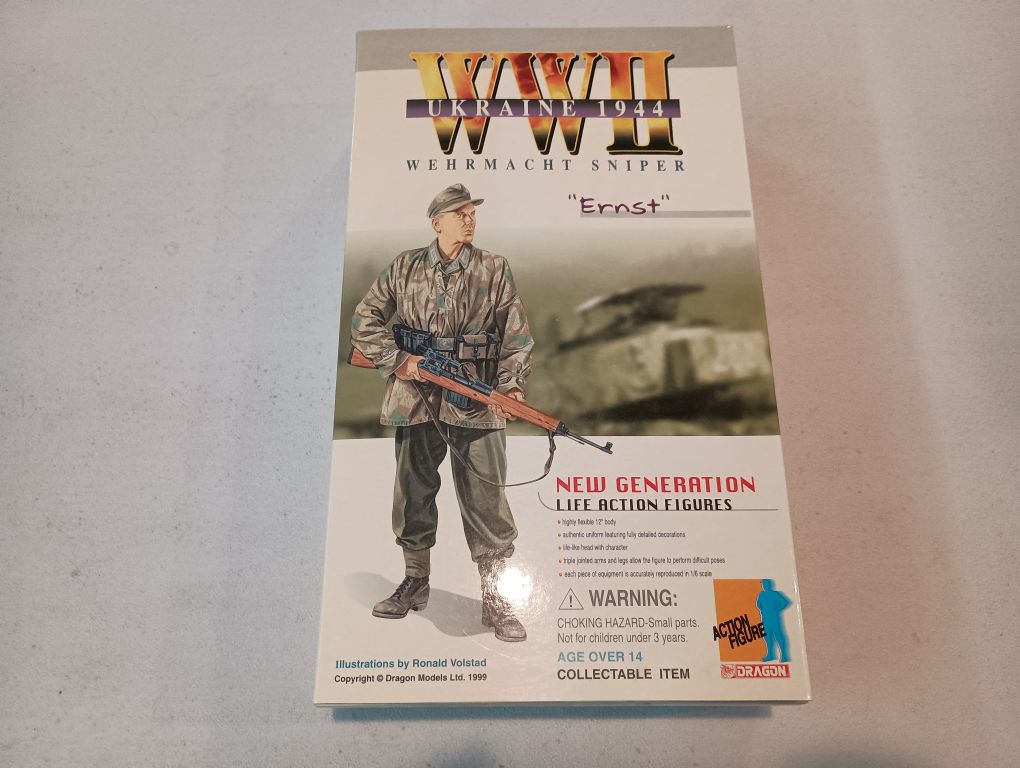 WWII
UKRAINE 1944
WEHRMACHT SNIPER
"Ernst"
NEW GENERATION
LIFE ACTION FIGURES
• highly flexible 12" body
• authentic uniform featuring fully detailed decorations
• life-like head with character
• triple jointed arms and legs allow the figure to perform difficult poses
• each piece of equipment is accurately reproduced in 1/6 scale
WARNING:
CHOKING HAZARD-Small parts.
Not for children under 3 years.
AGE OVER 14
COLLECTABLE ITEM
ACTION
FIGURE
DRAGON
Illustrations by Ronald Volstad
Copyright © Dragon Models Ltd. 1999